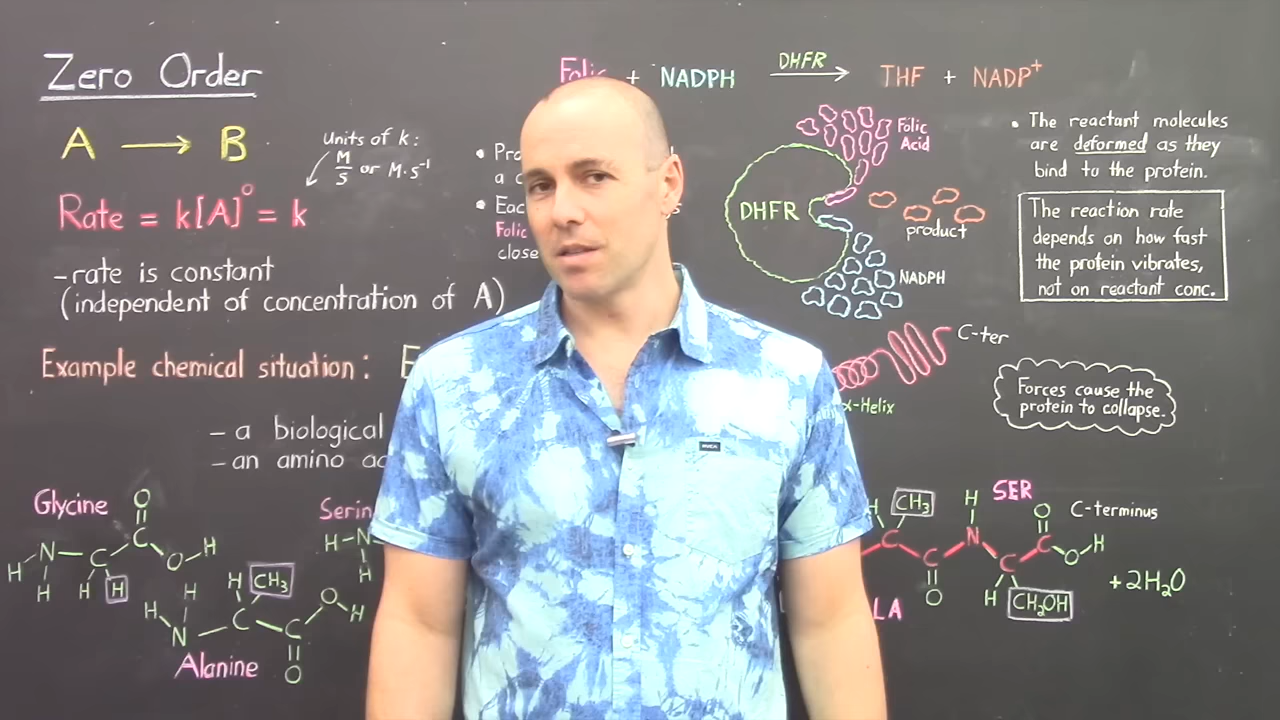 Zero Order
A → B
Units of k:
M/s or M·s⁻¹
Rate = k[A]⁰ = k
-rate is constant
(independent of concentration of A)
Example chemical situation:
- a biological
- an amino
+ NADPH DHFR → THF + NADP⁺
Folic
close
DHFR
Folic
Acid
product
NADPH
• The reactant molecules
are deformed as they
bind to the protein.
The reaction rate
depends on how fast
the protein vibrates,
not on reactant conc.
C-ter
α-Helix
Forces cause the
protein to collapse.
Glycine
O
H N C C O H
H H H
Alanine
H H CH₃ O H
N C C
O
H N
H
H CH₃ H SER O C-terminus
C C N C C O H
O H CH₂OH
+ 2H₂O
RVCA